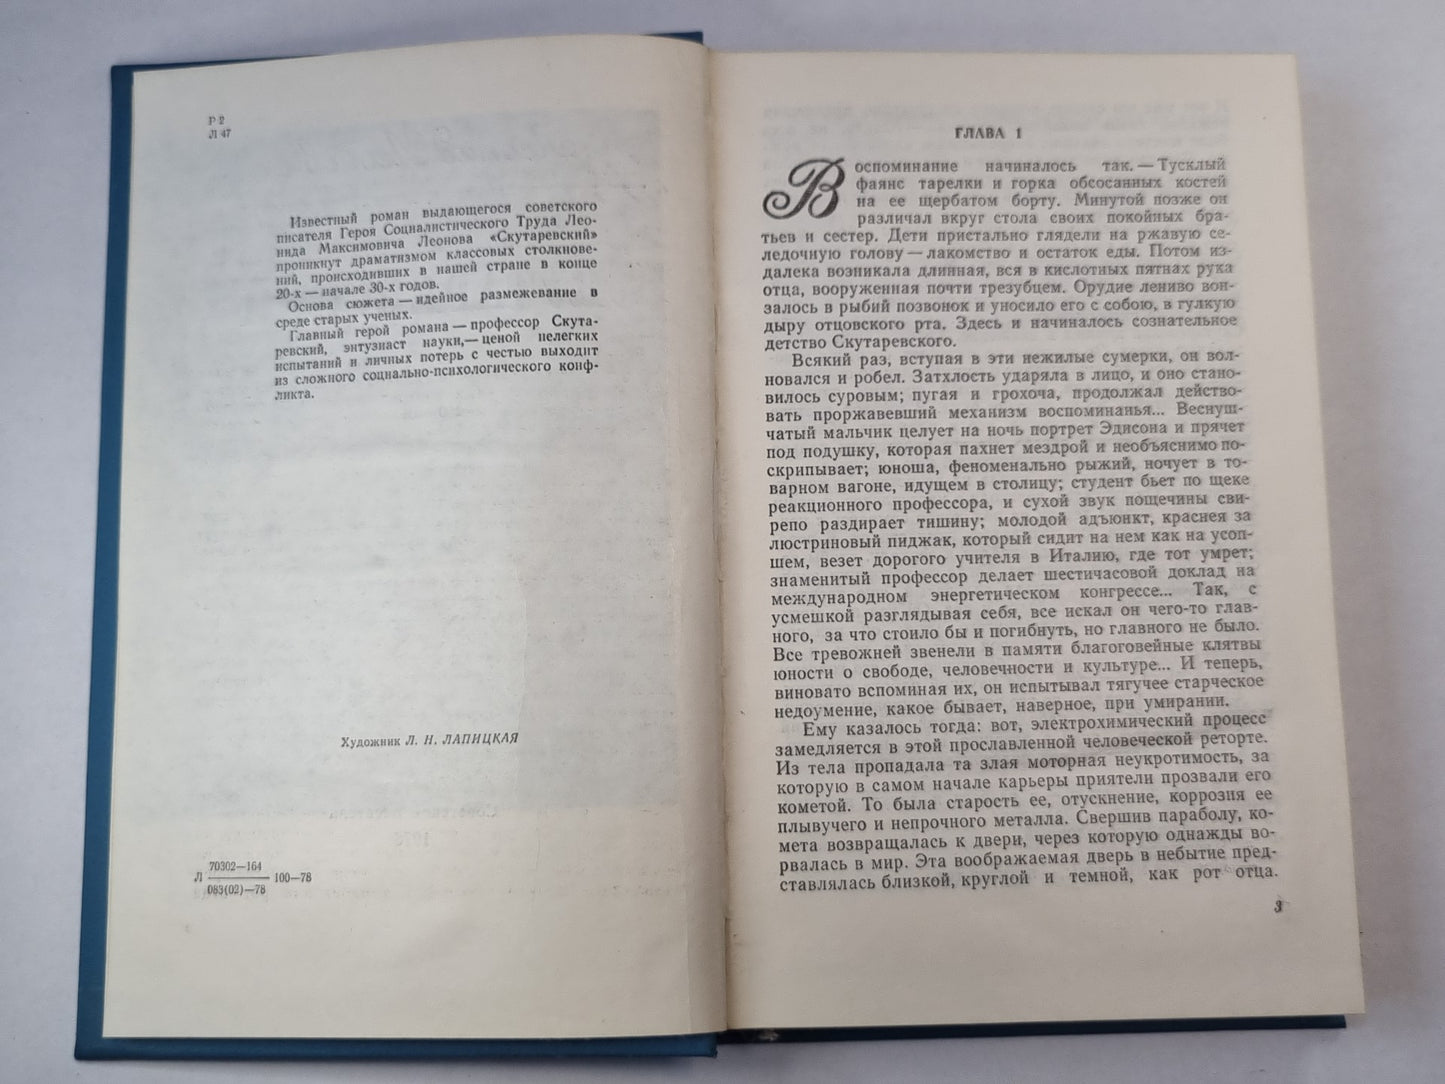 Р 2
Л 47
Известный роман выдающегося советского
писателя Героя Социалистического Труда Лео-
нида Максимовича Леонова «Скутаревский»
проникнут драматизмом классовых столкнове-
ний, происходивших в нашей стране в конце
20-х — начале 30-х годов.
Основа сюжета — идейное размежевание в
среде старых ученых.
Главный герой романа — профессор Скута-
ревский, энтузиаст науки,— ценой нелегких
испытаний и личных потерь с честью выходит
из сложного социально-психологического конф-
ликта.
Художник Л. Н. ЛАПИЦКАЯ
Л 70302—164 100—78
083(02)—78
ГЛАВА 1
Воспоминание начиналось так. — Тусклый
фаянс тарелки и горка обсосанных костей
на ее щербатом борту. Минутой позже он
различал вкруг стола своих покойных бра-
тьев и сестер. Дети пристально глядели на ржавую се-
ледочную голову — лакомство и остаток еды. Потом из-
далека возникала длинная, вся в кислотных пятнах рука
отца, вооруженная почти трезубцем. Орудие лениво вон-
залось в рыбий позвонок и уносило его с собою, в гулкую
дыру отцовского рта. Здесь и начиналось сознательное
детство Скутаревского.
Всякий раз, вступая в эти нежилые сумерки, он вол-
новался и робел. Затхлость ударяла в лицо, и оно стано-
вилось суровым; пугая и грохоча, продолжал действо-
вать проржавевший механизм воспоминанья... Веснуш-
чатый мальчик целует на ночь портрет Эдисона и прячет
под подушку, которая пахнет мездрой и необъяснимо по-
скрипывает; юноша, феноменально рыжий, ночует в то-
варном вагоне, идущем в столицу; студент бьет по щеке
реакционного профессора, и сухой звук пощечины сви-
репо раздирает тишину; молодой адъюнкт, краснея за
люстриновый пиджак, который сидит на нем как на усоп-
шем, везет дорогого учителя в Италию, где тот умрет;
знаменитый профессор делает шестичасовой доклад на
международном энергетическом конгрессе... Так, с
усмешкой разглядывая себя, все искал он чего-то глав-
ного, за что стоило бы и погибнуть, но главного не было.
Все тревожней звенели в памяти благоговейные клятвы
юности о свободе, человечности и культуре... И теперь,
виновато вспоминая их, он испытывал тягучее старческое
недоумение, какое бывает, наверное, при умирании.
Ему казалось тогда: вот, электрохимический процесс
замедляется в этой прославленной человеческой реторте.
Из тела пропадала та злая моторная неукротимость, за
которую в самом начале карьеры приятели прозвали его
кометой. То была старость ее, отускнение, коррозия ее
плывучего и непрочного металла. Свершив параболу, ко-
мета возвращалась к двери, через которую однажды во-
рвалась в мир. Эта воображаемая дверь в небытие пред-
ставлялась близкой, круглой и темной, как рот отца.
3